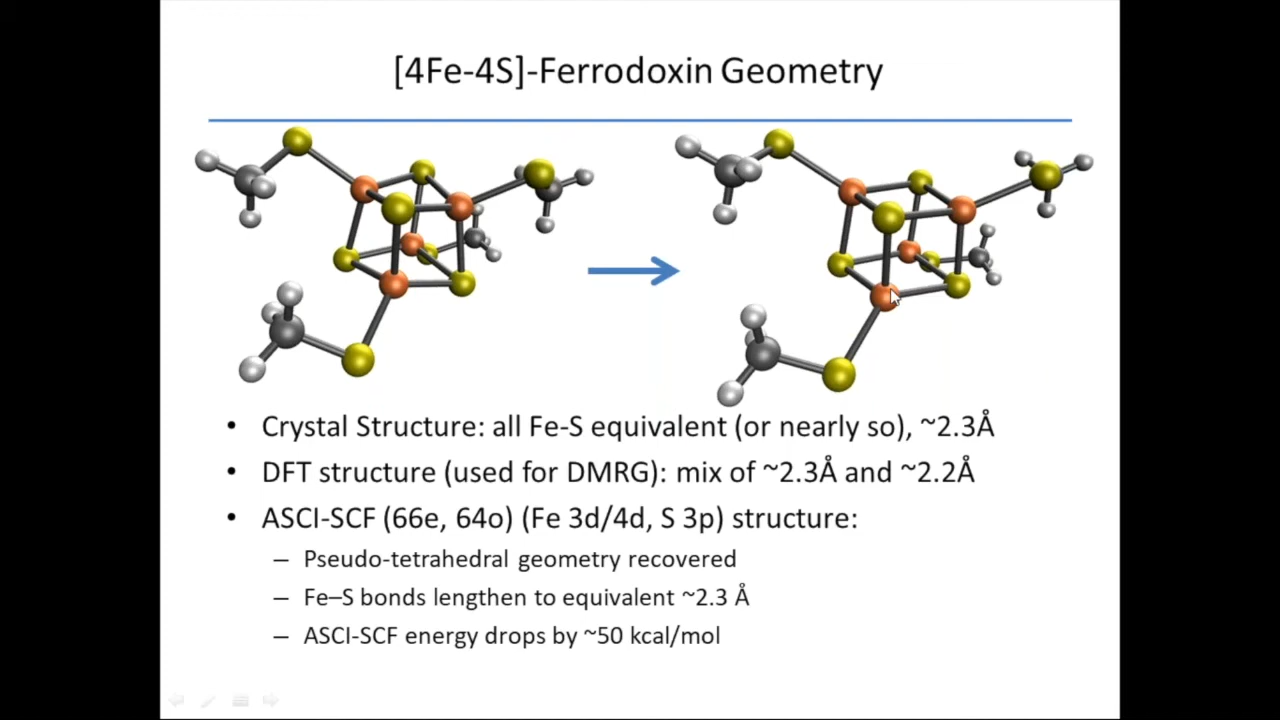 [4Fe-4S]-Ferrodoxin Geometry
• Crystal Structure: all Fe-S equivalent (or nearly so), ~2.3Å
• DFT structure (used for DMRG): mix of ~2.3Å and ~2.2Å
• ASCI-SCF (66e, 64o) (Fe 3d/4d, S 3p) structure:
– Pseudo-tetrahedral geometry recovered
– Fe–S bonds lengthen to equivalent ~2.3 Å
– ASCI-SCF energy drops by ~50 kcal/mol